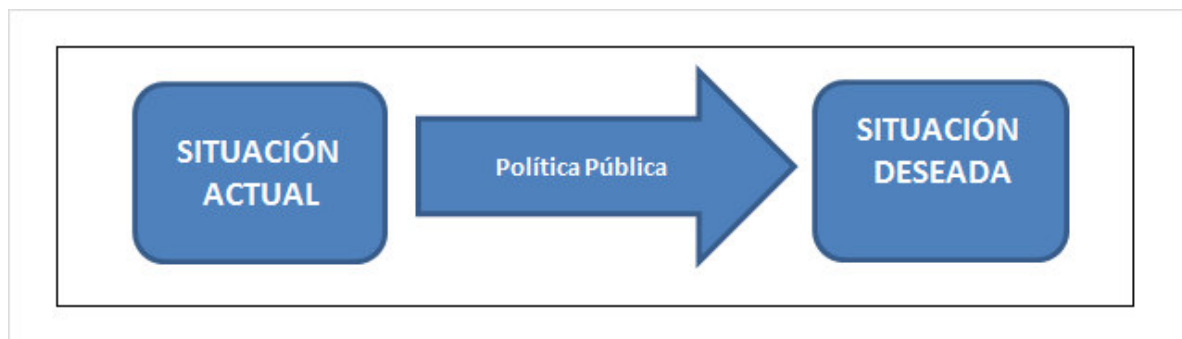 SITUACIÓN
ACTUAL
Política Pública
SITUACIÓN
DESEADA